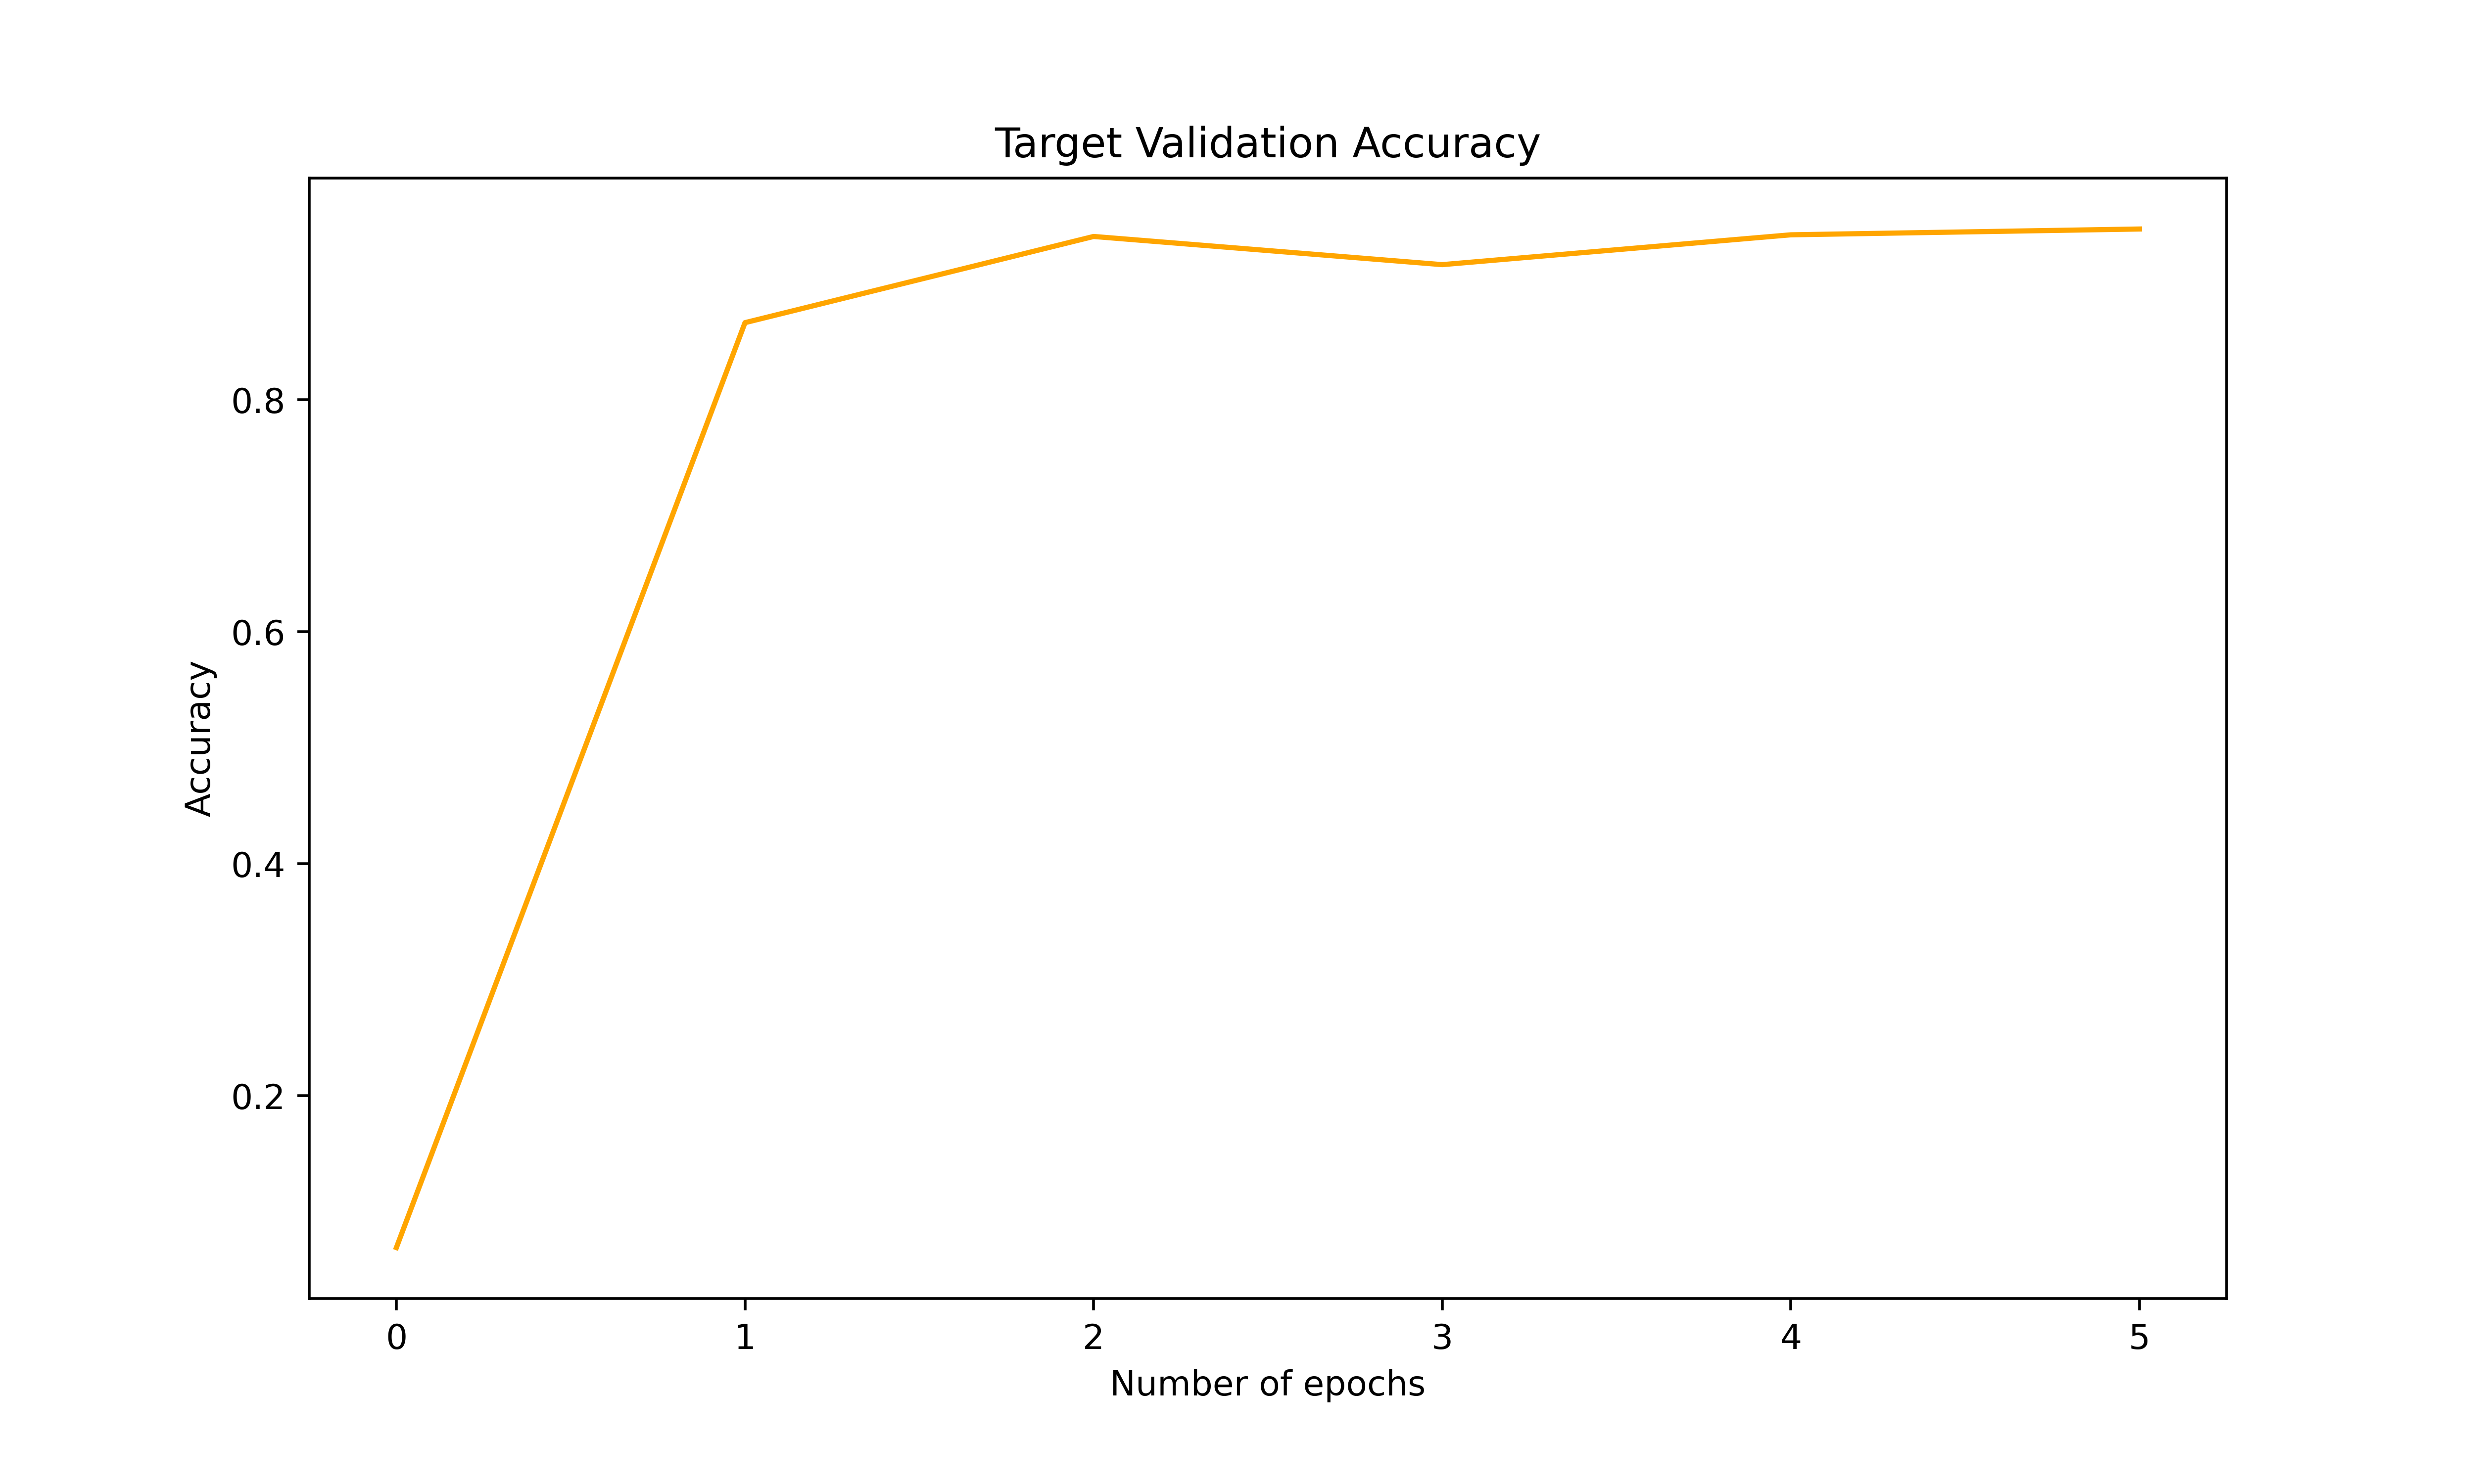 Target Validation Accuracy
Accuracy
0.8
0.6
0.4
0.2
0 1 2 3 4 5
Number of epochs